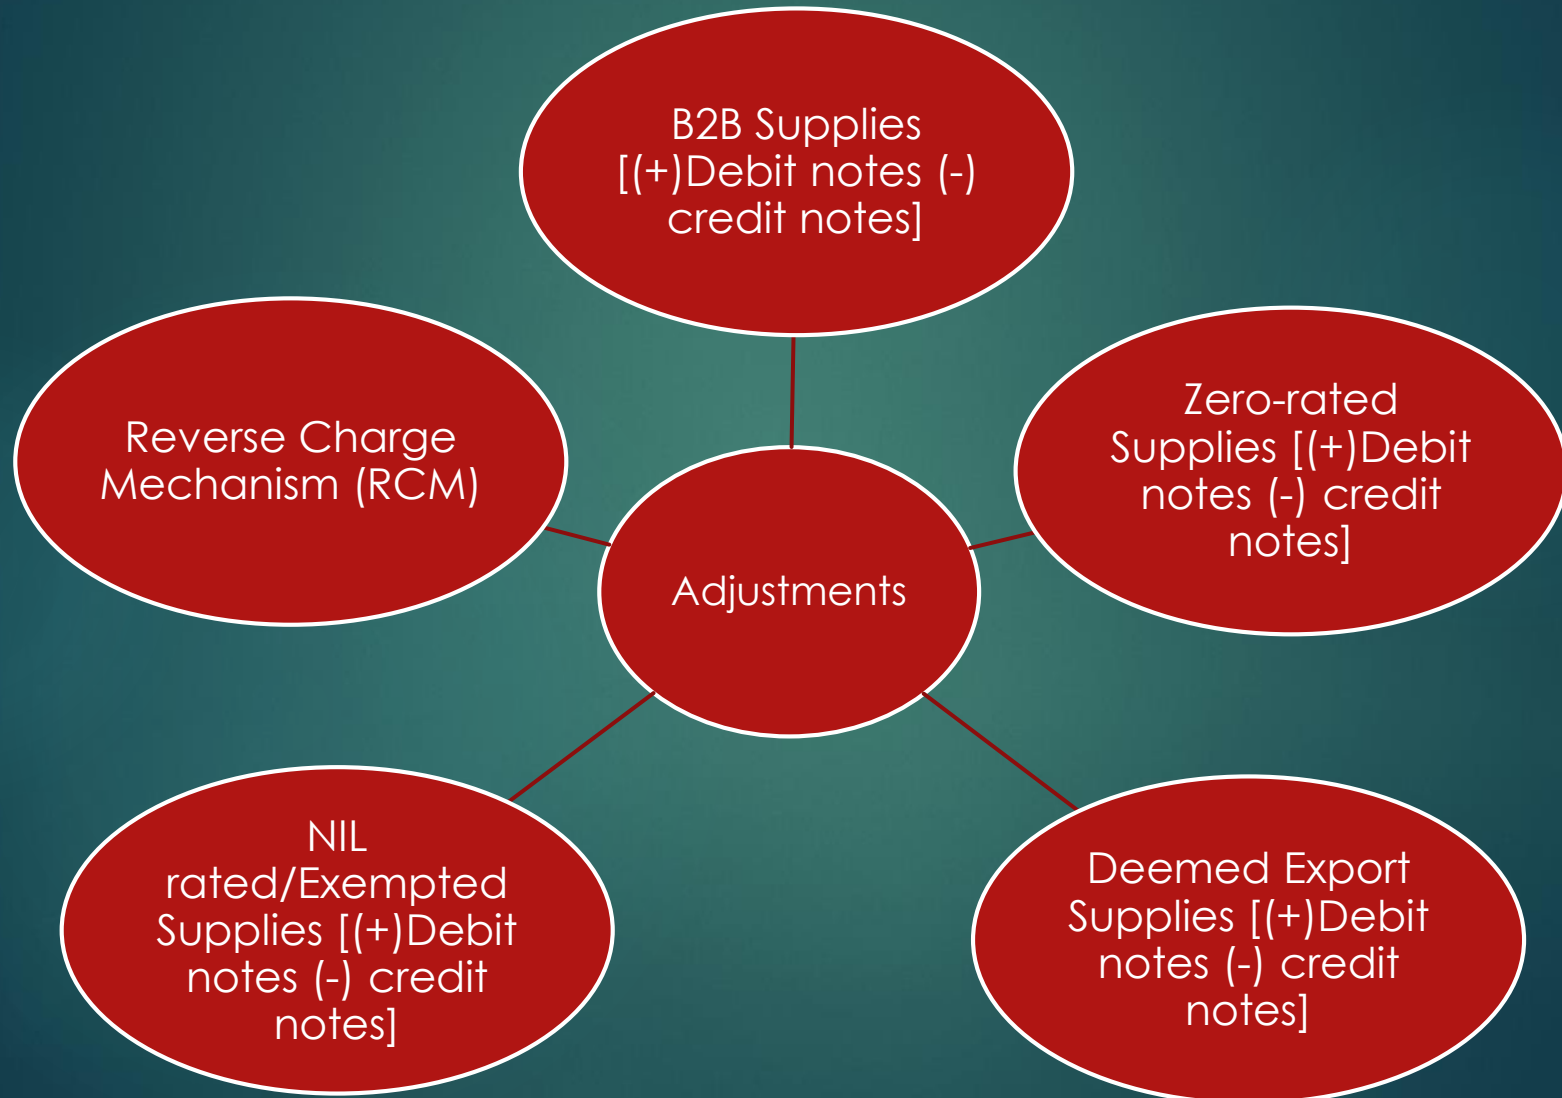 B2B Supplies
[(+)Debit notes (-)
credit notes]
Zero-rated
Supplies [(+)Debit
notes (-) credit
notes]
Reverse Charge
Mechanism (RCM)
Adjustments
NIL
rated/Exempted
Supplies [(+)Debit
notes (-) credit
notes]
Deemed Export
Supplies [(+)Debit
notes (-) credit
notes]